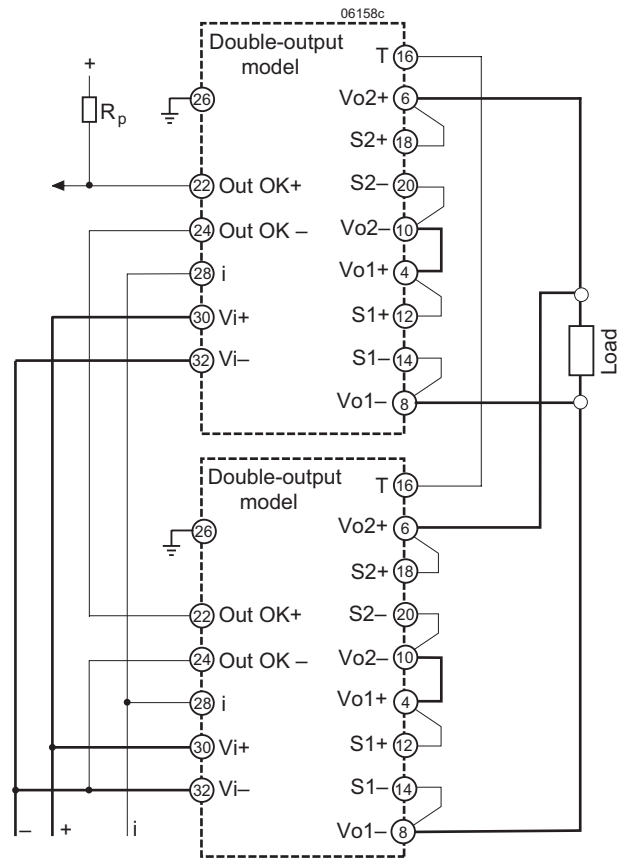 06158c
Double-output
model
T 16
+
26
Vo2+ 6
Rp
S2+ 18
22 Out OK+
S2– 20
24 Out OK –
Vo2– 10
28 i
Vo1+ 4
30 Vi+
S1+ 12
32 Vi–
S1– 14
Load
Vo1– 8
Double-output
model
T 16
26
Vo2+ 6
S2+ 18
22 Out OK+
S2– 20
24 Out OK –
Vo2– 10
28 i
Vo1+ 4
30 Vi+
S1+ 12
32 Vi–
S1– 14
– + i
Vo1– 8